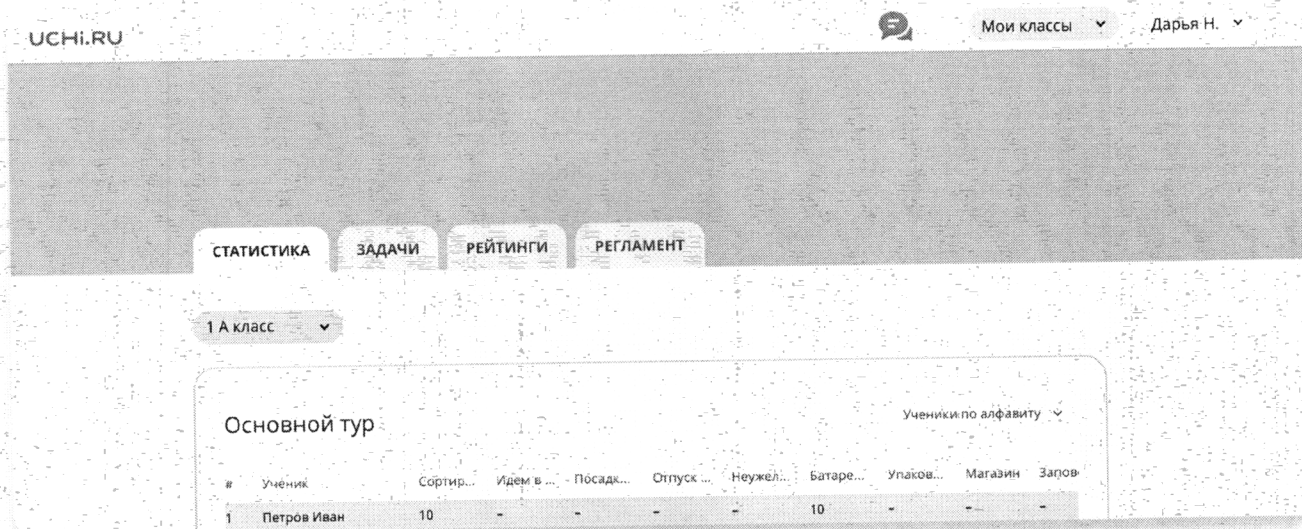 UCHi.RU
Мои классы
Дарья Н.
СТАТИСТИКА ЗАДАЧИ РЕЙТИНГИ РЕГЛАМЕНТ
1 А класс
Основной тур
Ученики по алфавиту
# Ученик Сортир... Идем в ... Посадк... Отпуск ... Неужел... Батаре... Упаков... Магазин Запов
1 Петров Иван 10 - - - - 10 - - -